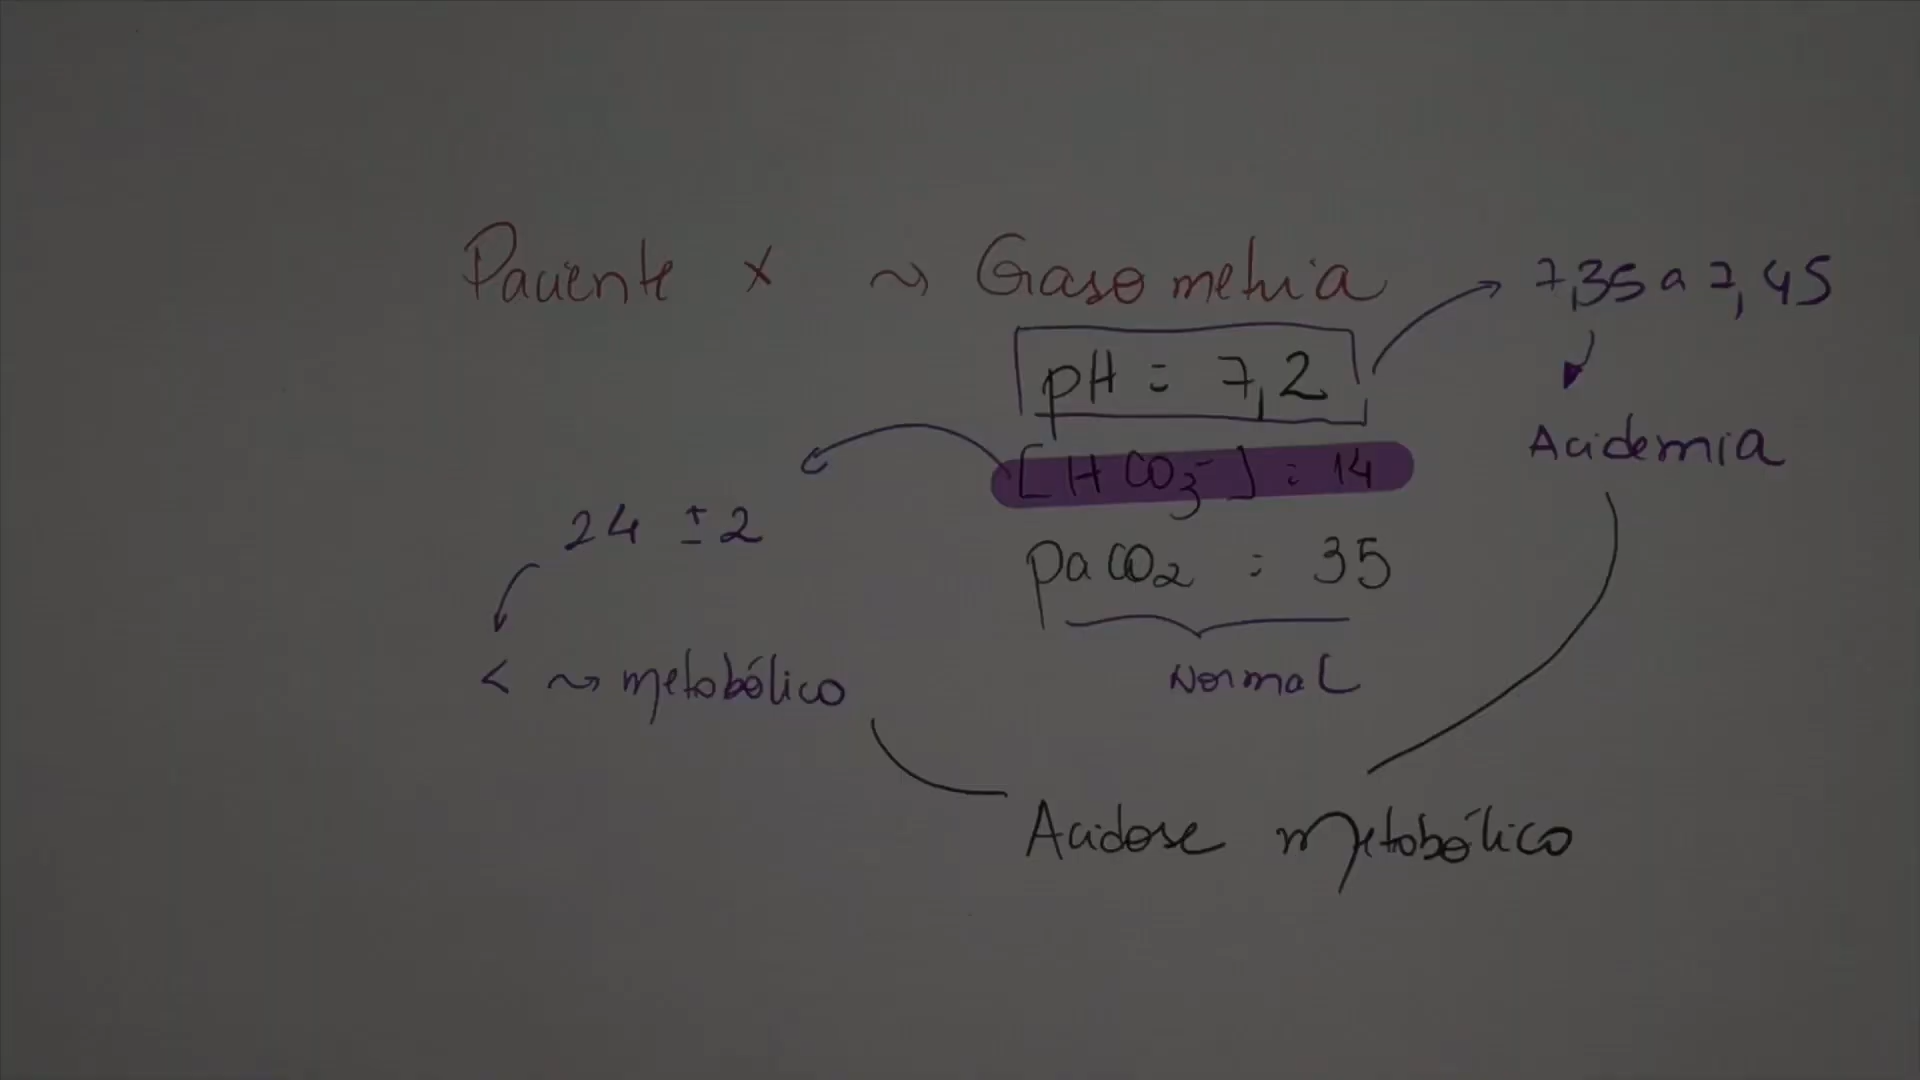 Paciente x ~> Gasometria
7,35 a 7,45
pH = 7,2
Acidemia
[HCO3-] : 14
24 ± 2
paCO2 : 35
< ~> metabólico
Normal
Acidose metabólico